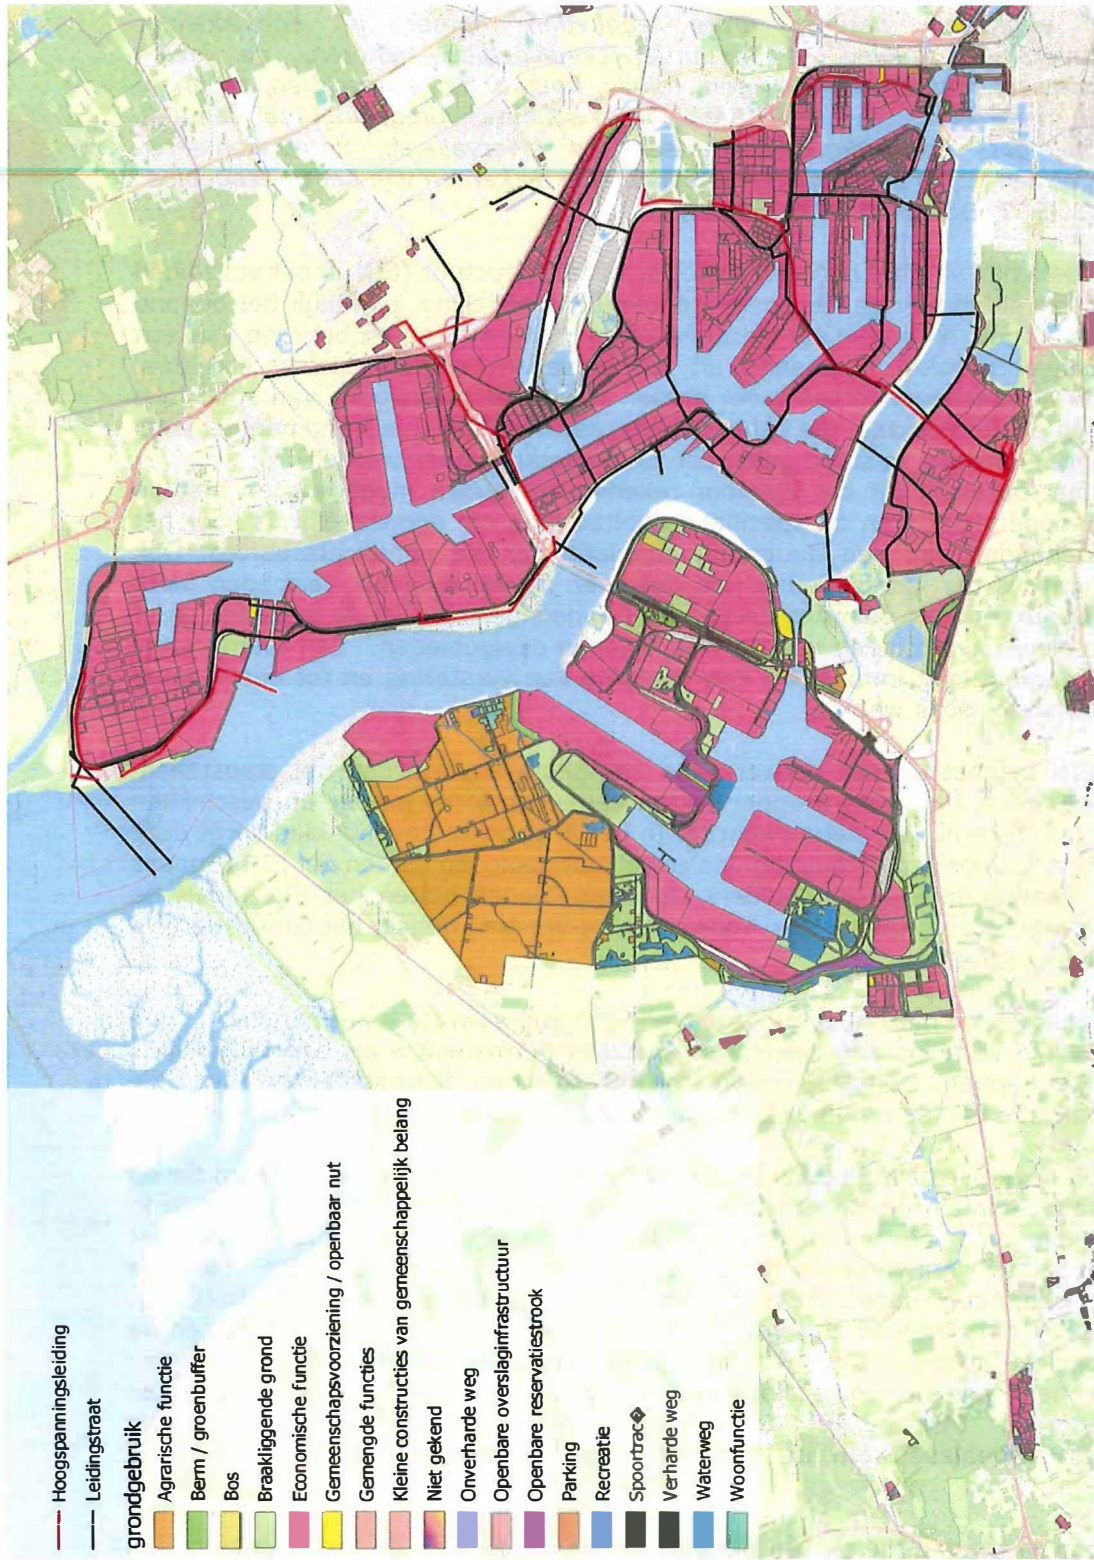 Hoogspanningsleiding
Leidingstraat
grondgebruik
Agrarische functie
Berm / groenbuffer
Bos
Braakliggende grond
Economische functie
Gemeenschapsvoorziening / openbaar nut
Gemengde functies
Kleine constructies van gemeenschappelijk belang
Niet gekend
Onverharde weg
Openbare overslaginfrastructuur
Openbare reservatiestrook
Parking
Recreatie
Spoortrac�
Verharde weg
Waterweg
Woonfunctie